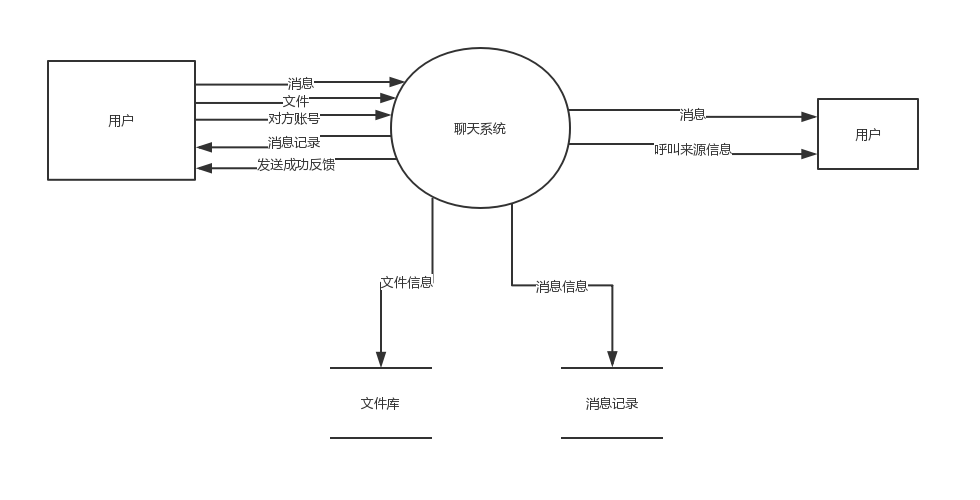 用户
消息
文件
对方账号
消息记录
发送成功反馈
聊天系统
消息
呼叫来源信息
用户
文件信息
消息信息
文件库
消息记录